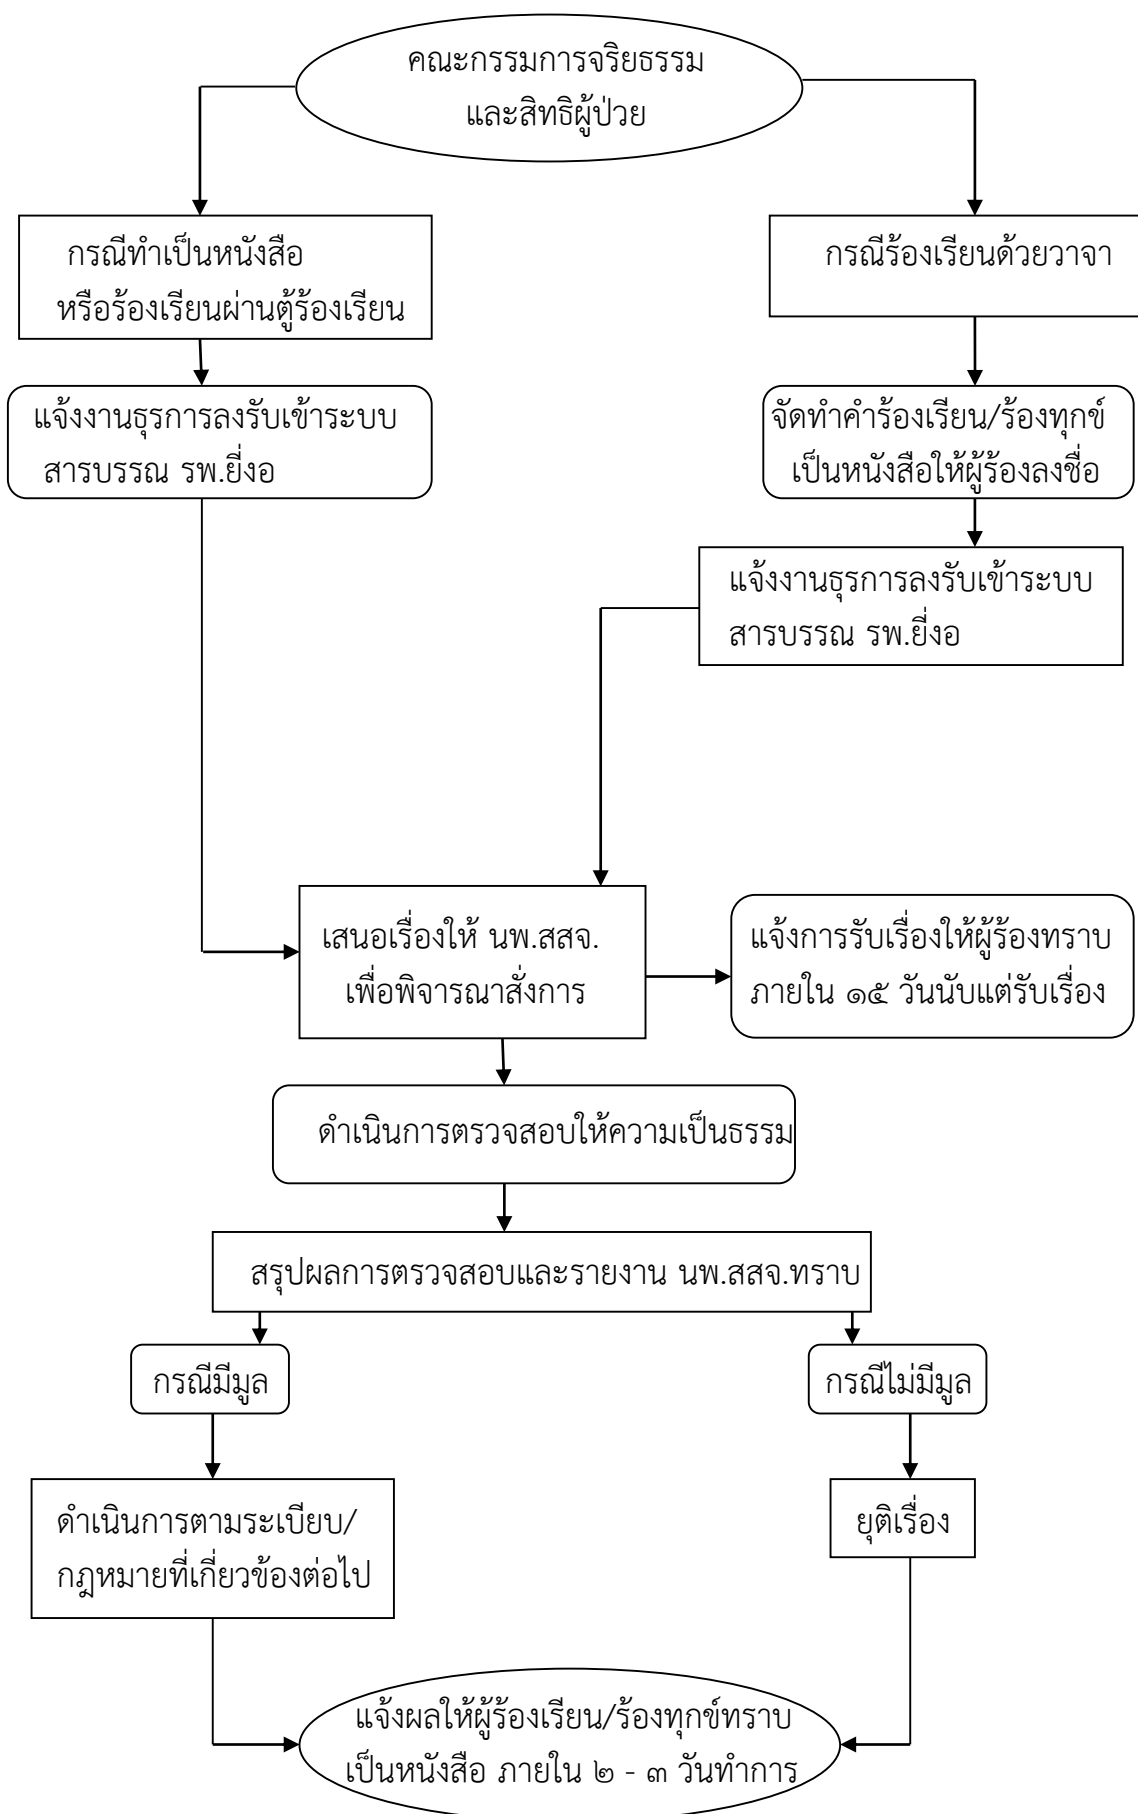 คณะกรรมการจริยธรรม
และสิทธิผู้ป่วย
กรณีทำเป็นหนังสือ
หรือร้องเรียนผ่านตู้ร้องเรียน
กรณีร้องเรียนด้วยวาจา
แจ้งงานธุรการลงรับเข้าระบบ
สารบรรณ รพ.ยี่งอ
จัดทำคำร้องเรียน/ร้องทุกข์
เป็นหนังสือให้ผู้ร้องลงชื่อ
แจ้งงานธุรการลงรับเข้าระบบ
สารบรรณ รพ.ยี่งอ
เสนอเรื่องให้ นพ.สสจ.
เพื่อพิจารณาสั่งการ
แจ้งการรับเรื่องให้ผู้ร้องทราบ
ภายใน ๑๕ วันนับแต่รับเรื่อง
ดำเนินการตรวจสอบให้ความเป็นธรรม
สรุปผลการตรวจสอบและรายงาน นพ.สสจ.ทราบ
กรณีมีมูล
กรณีไม่มีมูล
ดำเนินการตามระเบียบ/
กฎหมายที่เกี่ยวข้องต่อไป
ยุติเรื่อง
แจ้งผลให้ผู้ร้องเรียน/ร้องทุกข์ทราบ
เป็นหนังสือ ภายใน ๒ - ๓ วันทำการ